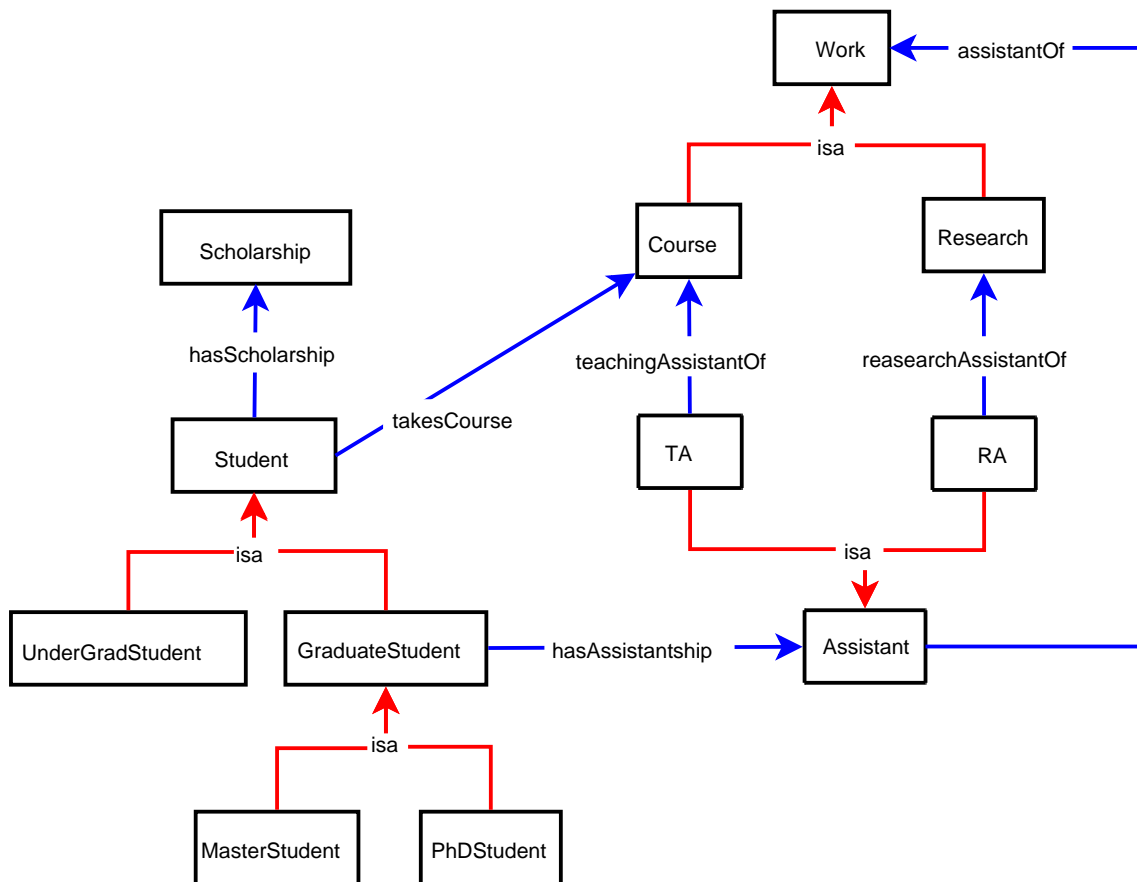 Work
assistantOf
isa
Scholarship
Course
Research
hasScholarship
teachingAssistantOf
reasearchAssistantOf
takesCourse
Student
TA
RA
isa
isa
UnderGradStudent
GraduateStudent
hasAssistantship
Assistant
isa
MasterStudent
PhDStudent